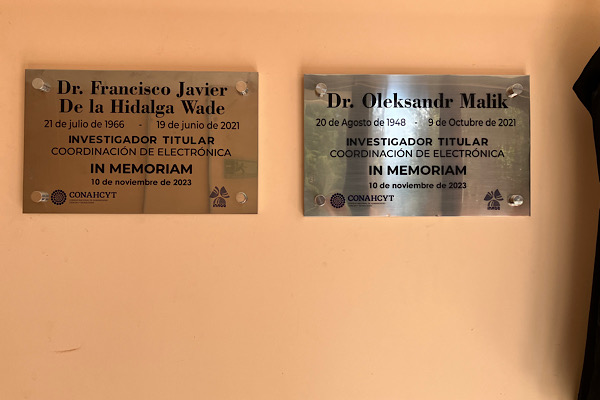 Dr. Francisco Javier
De la Hidalga Wade
21 de julio de 1966 - 19 de junio de 2021
INVESTIGADOR TITULAR
COORDINACIÓN DE ELECTRÓNICA
IN MEMORIAM
10 de noviembre de 2023
CONAHCYT
Dr. Oleksandr Malik
20 de Agosto de 1948 - 9 de Octubre de 2021
INVESTIGADOR TITULAR
COORDINACIÓN DE ELECTRÓNICA
IN MEMORIAM
10 de noviembre de 2023
CONAHCYT